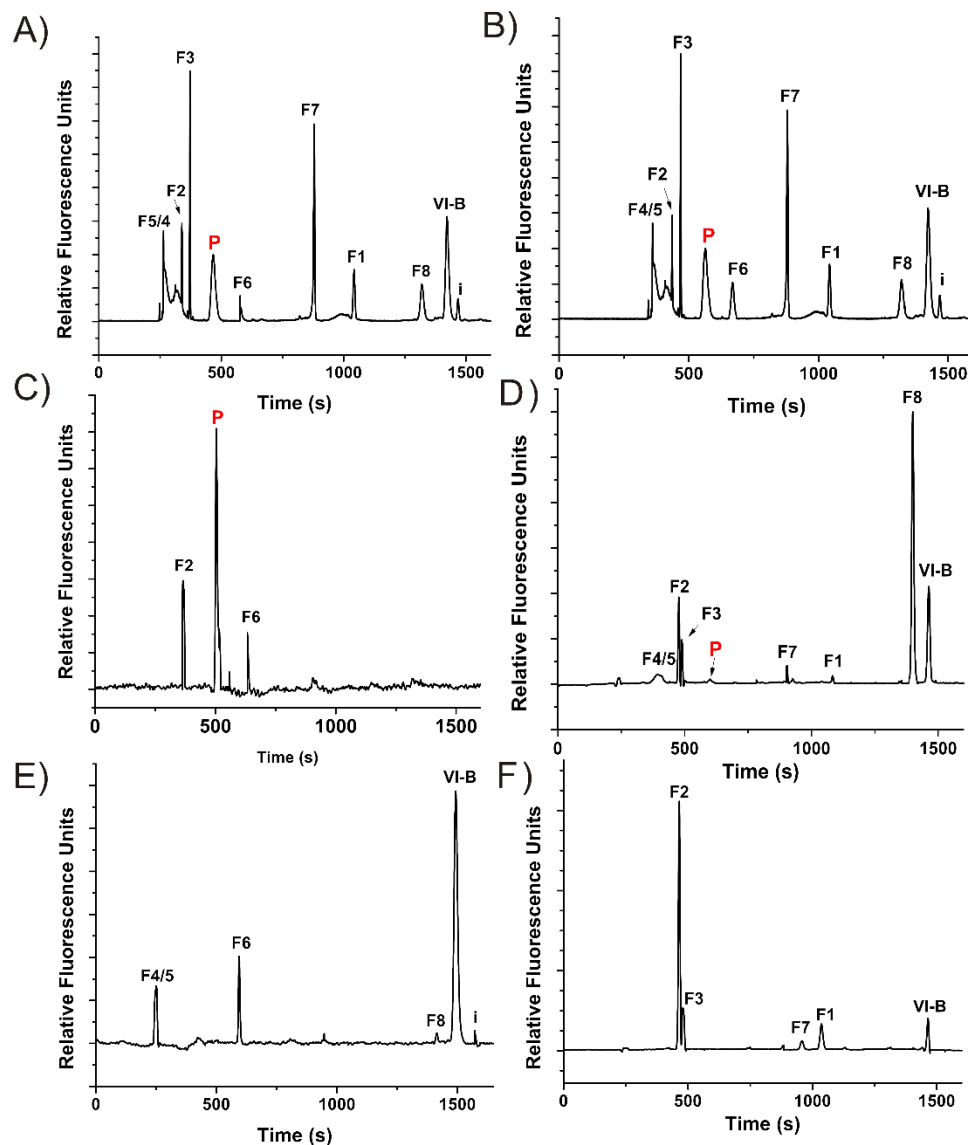 A)
Relative Fluorescence Units
F5/4
F2
F3
P
F6
F7
F1
F8
VI-B
i
0
500
1000
1500
Time (s)
B)
Relative Fluorescence Units
F4/5
F2
F3
P
F6
F7
F1
F8
VI-B
i
0
500
1000
1500
Time (s)
C)
Relative Fluorescence Units
F2
P
F6
0
500
1000
1500
Time (s)
D)
Relative Fluorescence Units
F4/5
F2
F3
P
F7
F1
F8
VI-B
0
500
1000
1500
Time (s)
E)
Relative Fluorescence Units
F4/5
F6
F8
VI-B
i
0
500
1000
1500
Time (s)
F)
Relative Fluorescence Units
F2
F3
F7
F1
VI-B
0
500
1000
1500
Time (s)